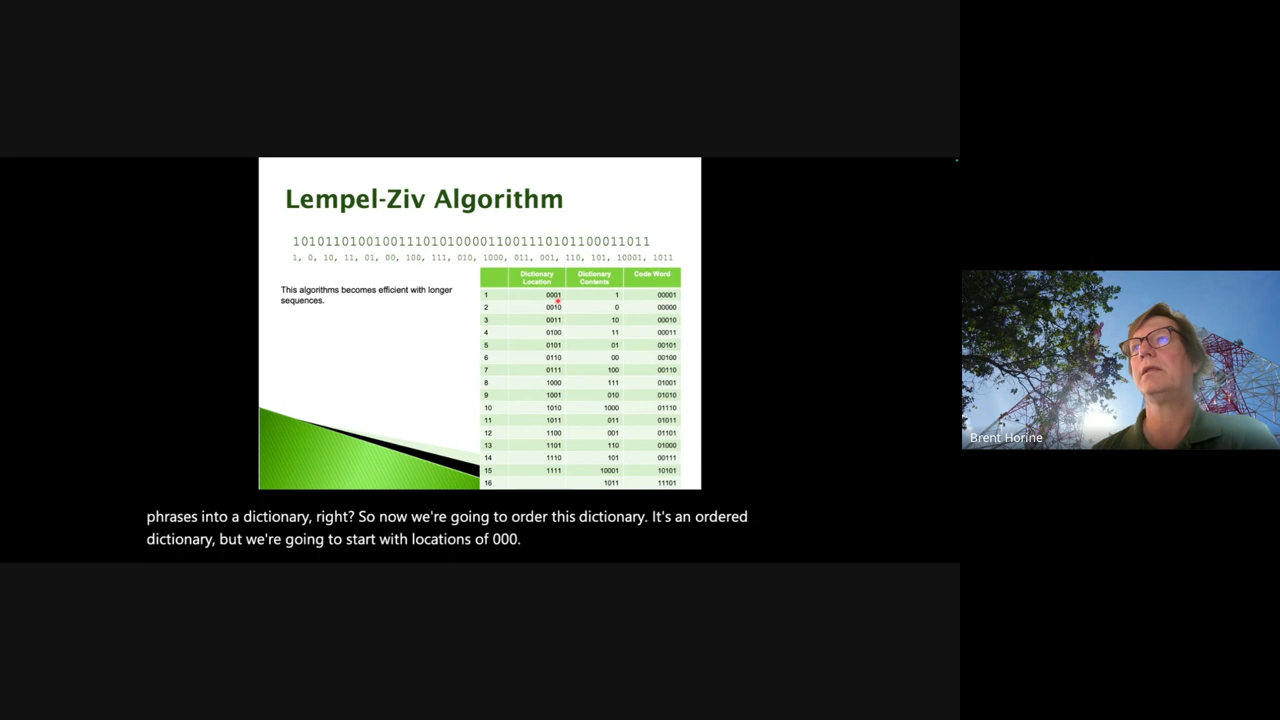 Lempel-Ziv Algorithm
10101101001001110101000011001110101100011011
1, 0, 10, 11, 01, 00, 100, 111, 010, 1000, 011, 001, 110, 101, 10001, 1011
This algorithms becomes efficient with longer
sequences.
Dictionary Location Dictionary Contents Code Word
1 0001 1 00001
2 0010 0 00000
3 0011 10 00010
4 0100 11 00011
5 0101 01 00101
6 0110 00 00100
7 0111 100 00110
8 1000 111 01001
9 1001 010 01010
10 1010 1000 01110
11 1011 011 01011
12 1100 001 01101
13 1101 110 01000
14 1110 101 00111
15 1111 10001 10101
16 1011 11101
phrases into a dictionary, right? So now we're going to order this dictionary. It's an ordered
dictionary, but we're going to start with locations of 000.
Brent Horine